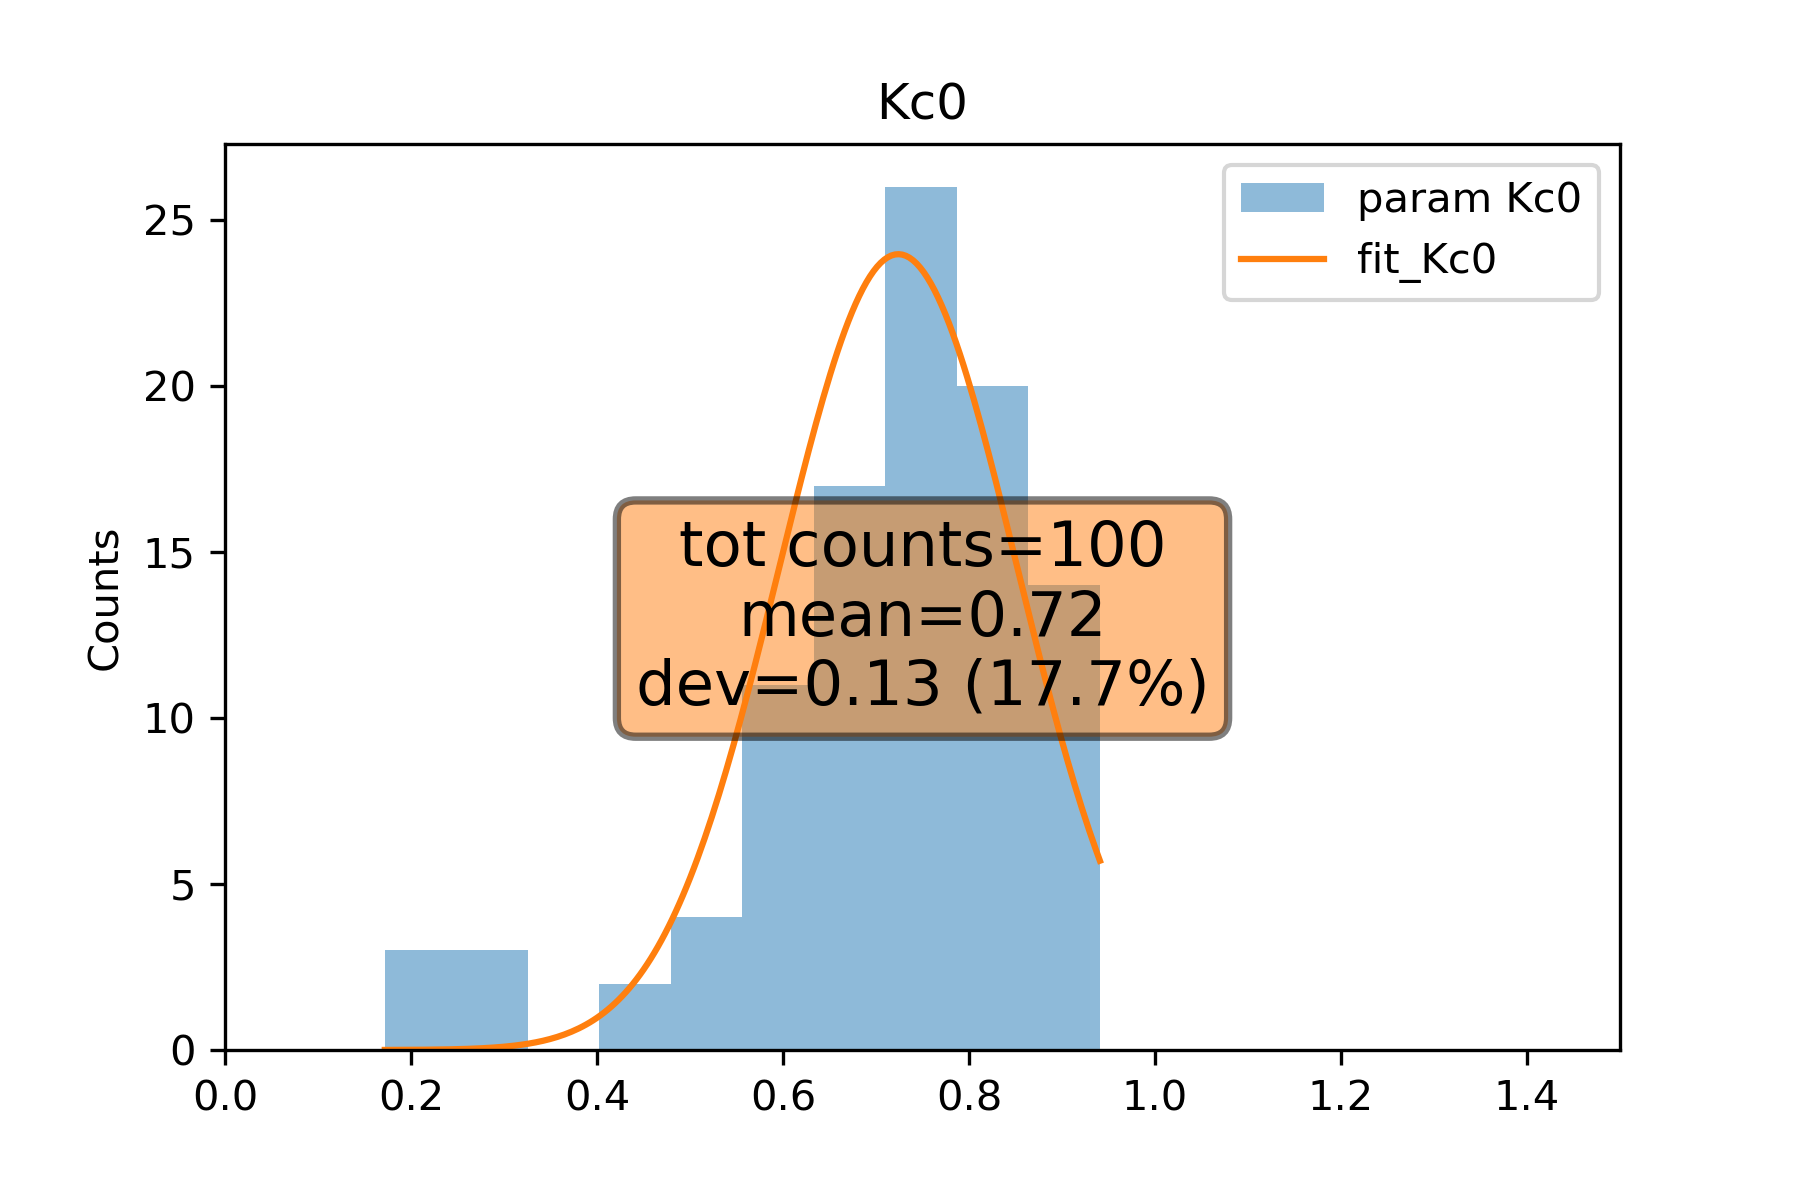 Kc0
param Kc0
fit_Kc0
Counts
25
20
15
10
5
0
tot counts=100
mean=0.72
dev=0.13 (17.7%)
0.0 0.2 0.4 0.6 0.8 1.0 1.2 1.4